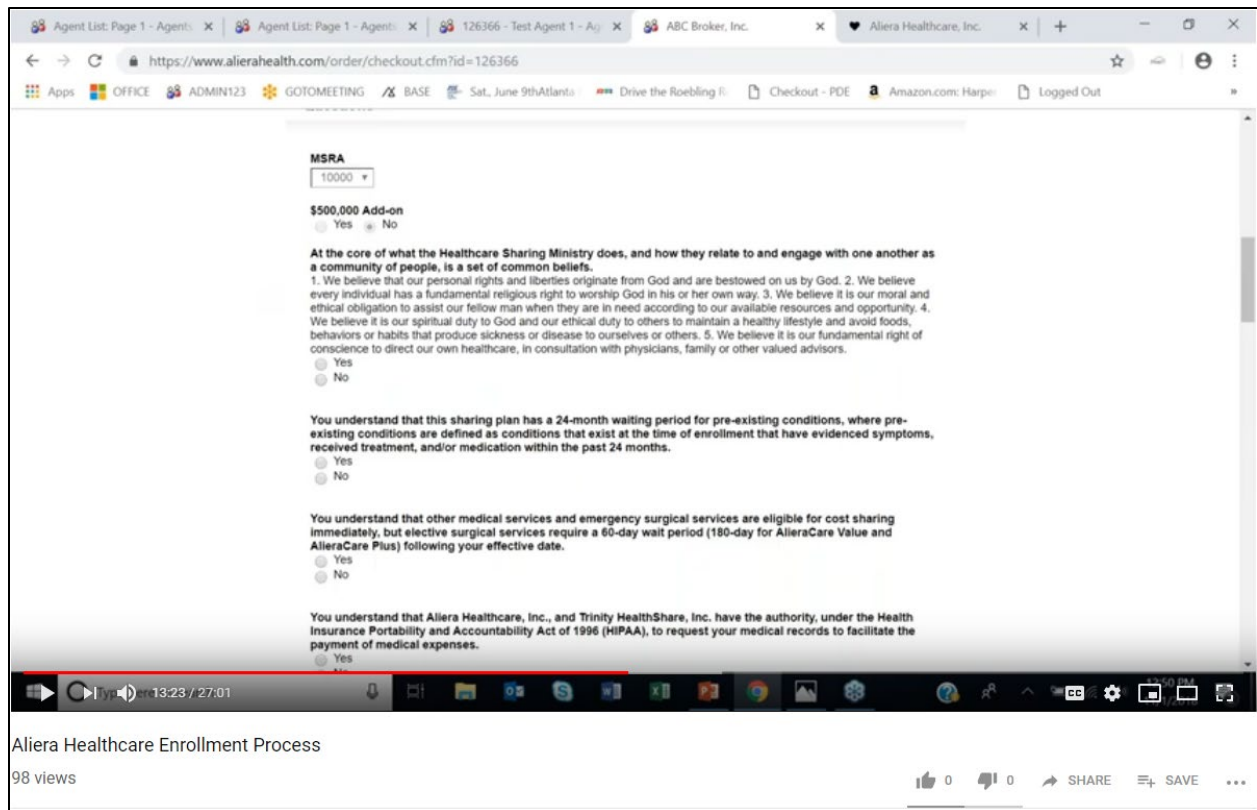 Agent List: Page 1 - Agents
Agent List: Page 1 - Agents
126366 - Test Agent 1 - Ag
ABC Broker, Inc.
Aliera Healthcare, Inc.
https://www.alierahealth.com/order/checkout.cfm?id=126366
Apps OFFICE ADMIN123 GOTOMEETING BASE Sat., June 9thAtlanta Drive the Roebling R Checkout - PDE Amazon.com: Harper Logged Out
MSRA
10000
$500,000 Add-on
Yes No
At the core of what the Healthcare Sharing Ministry does, and how they relate to and engage with one another as
a community of people, is a set of common beliefs.
1. We believe that our personal rights and liberties originate from God and are bestowed on us by God. 2. We believe
every individual has a fundamental religious right to worship God in his or her own way. 3. We believe it is our moral and
ethical obligation to assist our fellow man when they are in need according to our available resources and opportunity. 4.
We believe it is our spiritual duty to God and our ethical duty to others to maintain a healthy lifestyle and avoid foods,
behaviors or habits that produce sickness or disease to ourselves or others. 5. We believe it is our fundamental right of
conscience to direct our own healthcare, in consultation with physicians, family or other valued advisors.
Yes
No
You understand that this sharing plan has a 24-month waiting period for pre-existing conditions, where pre-
existing conditions are defined as conditions that exist at the time of enrollment that have evidenced symptoms,
received treatment, and/or medication within the past 24 months.
Yes
No
You understand that other medical services and emergency surgical services are eligible for cost sharing
immediately, but elective surgical services require a 60-day wait period (180-day for AlieraCare Value and
AlieraCare Plus) following your effective date.
Yes
No
You understand that Aliera Healthcare, Inc., and Trinity HealthShare, Inc. have the authority, under the Health
Insurance Portability and Accountability Act of 1996 (HIPAA), to request your medical records to facilitate the
payment of medical expenses.
Yes
13:23 / 27:01
CC
12:50 PM
Aliera Healthcare Enrollment Process
98 views
0 0 SHARE SAVE